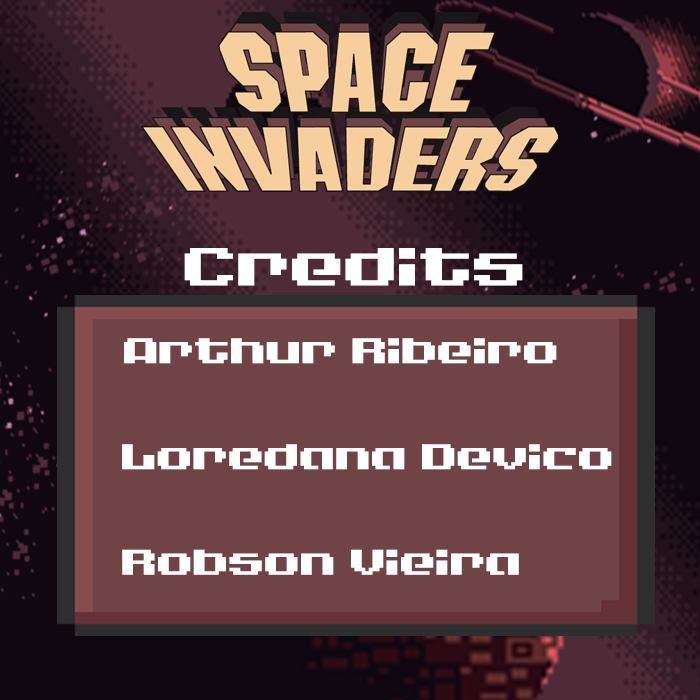 SPACE
INVADERS
Credits
Arthur Ribeiro
Loredana Devico
Robson Vieira